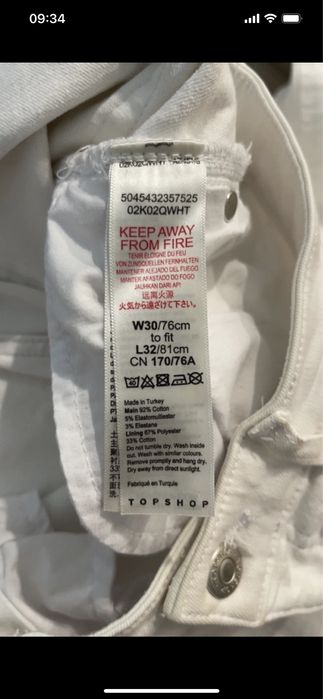 09:34
5045432357525
02K02QWHT
KEEP AWAY
FROM FIRE
TENIR ÉLOIGNÉ DU FEU
VON ZÜNDQUELLEN FERNHALTEN
MANTENER ALEJADO DEL FUEGO
MANTER AFASTADO DO FOGO
JAUHKAN DARI API
远离火源
火気から遠ざけて下さい。
W30/76cm
to fit
L32/81cm
CN 170/76A
Made in Turkey
Main 92% Cotton
5% Elastomultiester
3% Elastane
Lining 67% Polyester
33% Cotton
Do not tumble dry. Wash inside
out. Wash with similar colours.
Remove promptly and hang dry.
Dry away from direct sunlight.
Fabriqué en Turquie
TOPSHOP